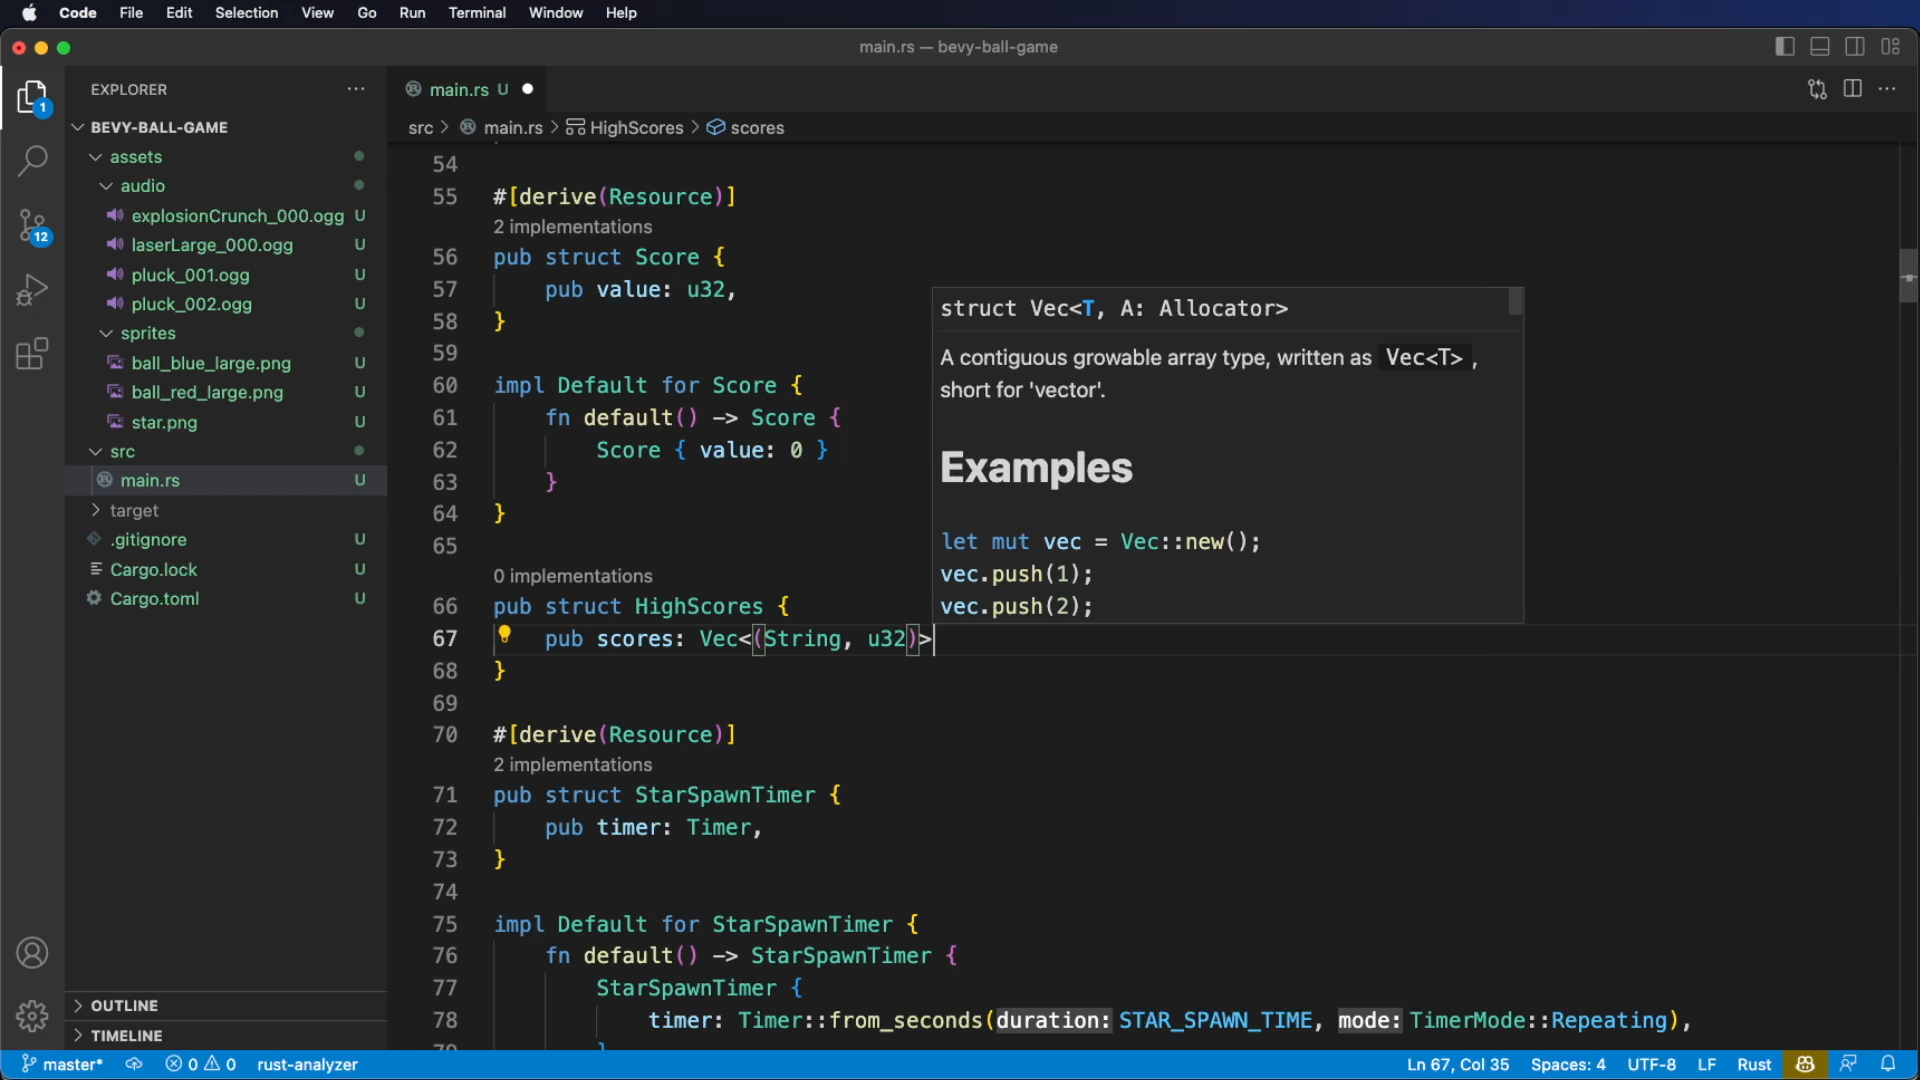 Code File Edit Selection View Go Run Terminal Window Help
main.rs — bevy-ball-game
EXPLORER
BEVY-BALL-GAME
assets
audio
explosionCrunch_000.ogg U
laserLarge_000.ogg U
pluck_001.ogg U
pluck_002.ogg U
sprites
ball_blue_large.png U
ball_red_large.png U
star.png U
src
main.rs U
target
.gitignore U
Cargo.lock U
Cargo.toml U
OUTLINE
TIMELINE
1
12
main.rs U
src > main.rs > HighScores > scores
54
55 #[derive(Resource)]
2 implementations
56 pub struct Score {
57 pub value: u32,
58 }
59
60 impl Default for Score {
61 fn default() -> Score {
62 Score { value: 0 }
63 }
64 }
65
0 implementations
66 pub struct HighScores {
67 pub scores: Vec<(String, u32)>
68 }
69
70 #[derive(Resource)]
2 implementations
71 pub struct StarSpawnTimer {
72 pub timer: Timer,
73 }
74
75 impl Default for StarSpawnTimer {
76 fn default() -> StarSpawnTimer {
77 StarSpawnTimer {
78 timer: Timer::from_seconds(duration: STAR_SPAWN_TIME, mode: TimerMode::Repeating),
struct Vec<T, A: Allocator>
A contiguous growable array type, written as Vec<T>,
short for 'vector'.
Examples
let mut vec = Vec::new();
vec.push(1);
vec.push(2);
master* 0 0 rust-analyzer Ln 67, Col 35 Spaces: 4 UTF-8 LF Rust